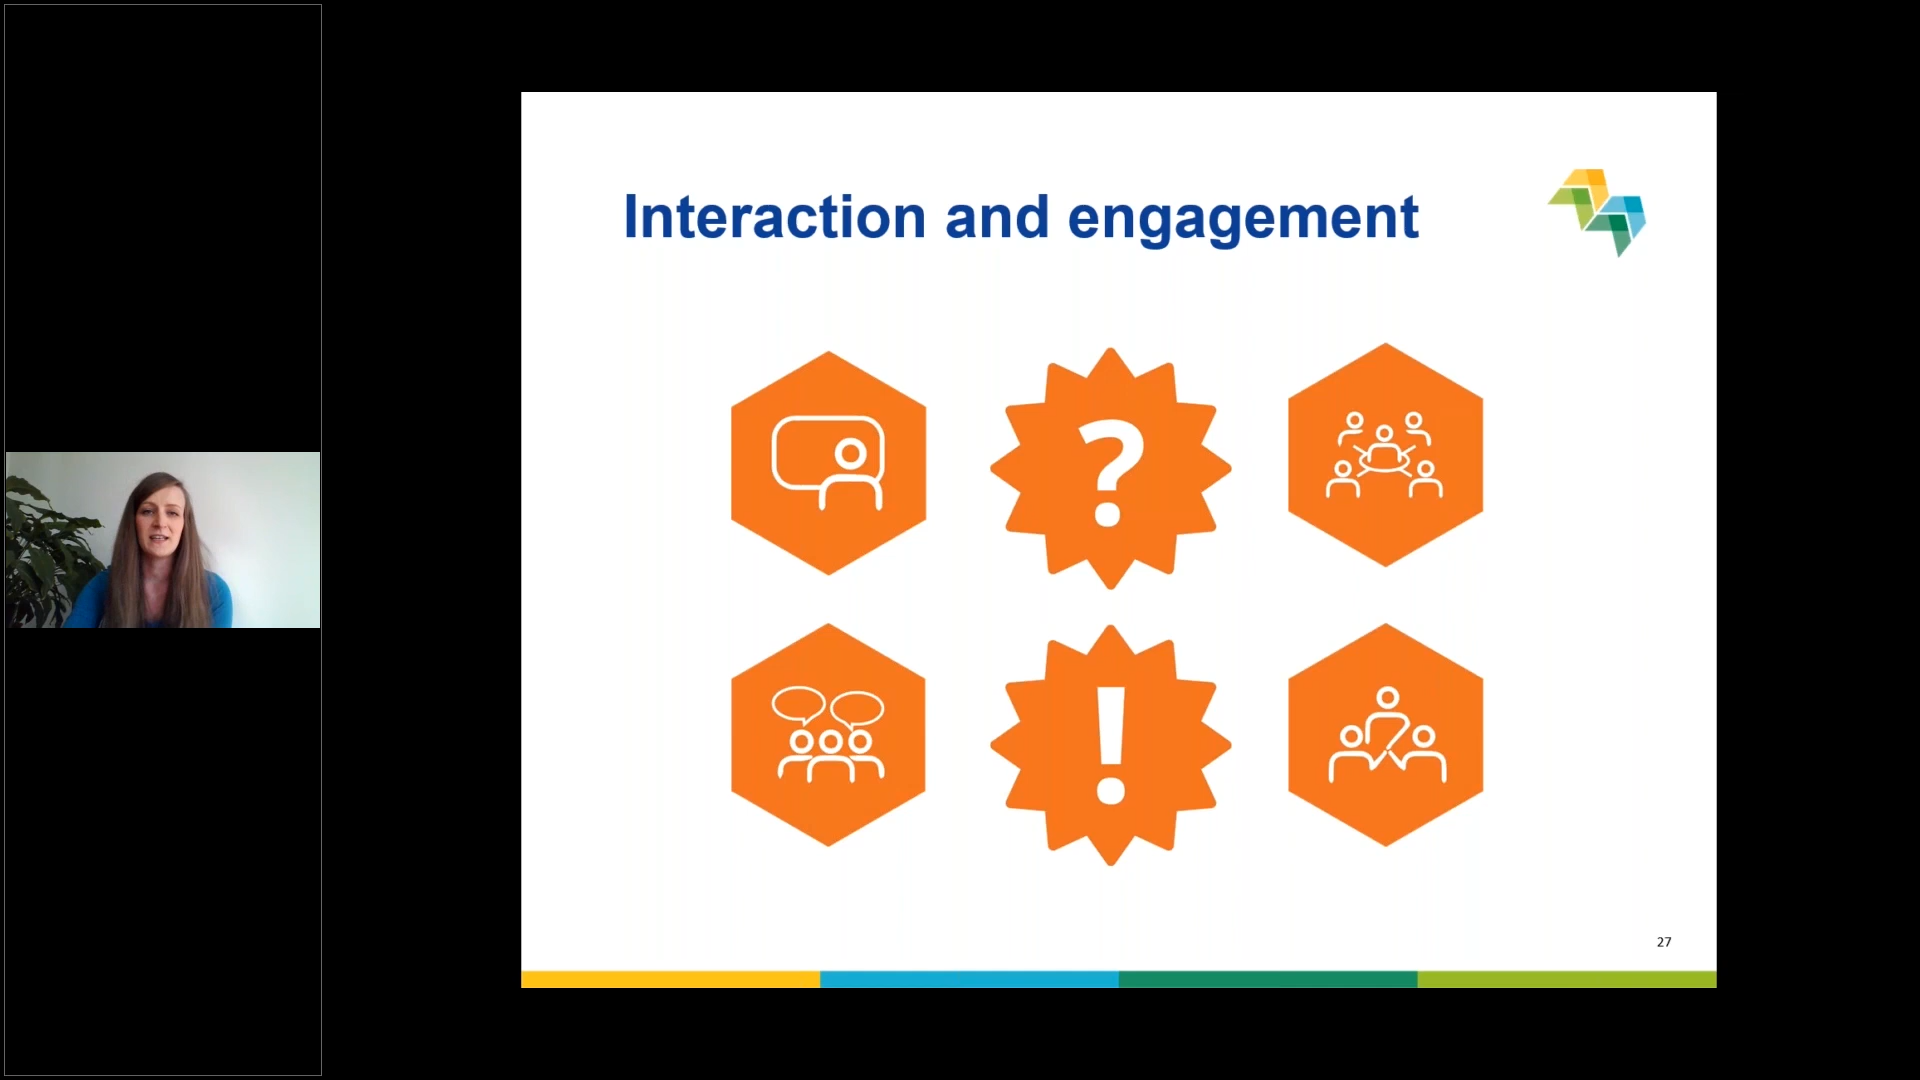 Interaction and engagement
?
!
27